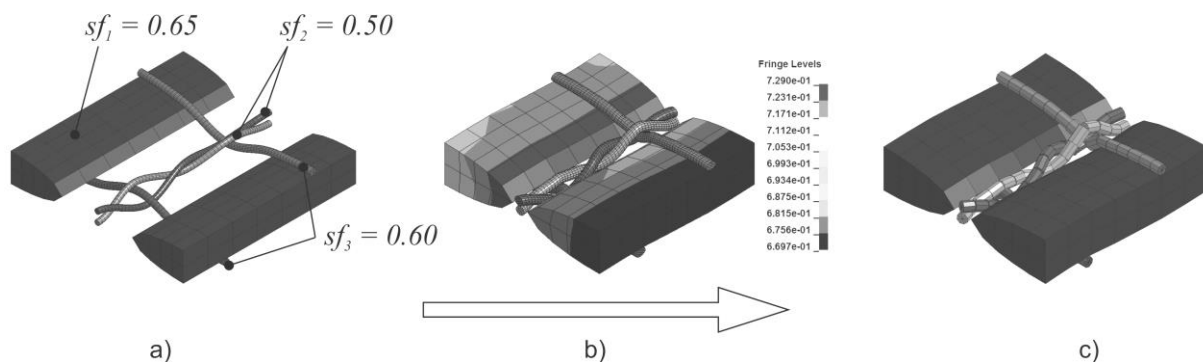 sf₁ = 0.65
sf₂ = 0.50
sf₃ = 0.60
Fringe Levels
7.290e-01
7.231e-01
7.171e-01
7.112e-01
7.053e-01
6.993e-01
6.934e-01
6.875e-01
6.815e-01
6.756e-01
6.697e-01
a)
b)
c)